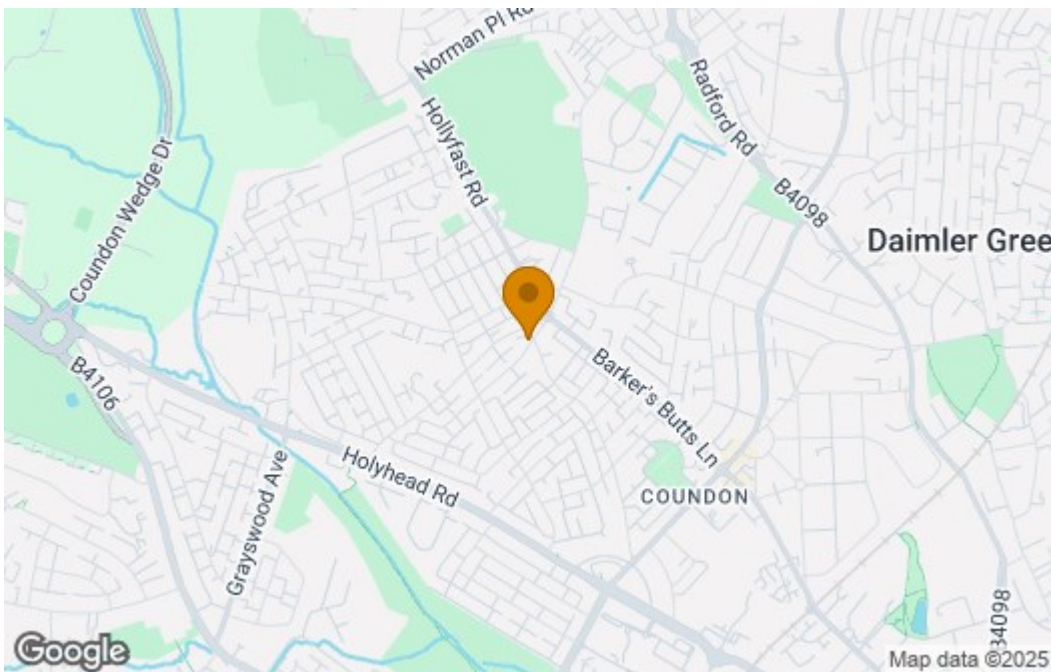 Norman Pl Rd
Hollyfast Rd
Radford Rd
B4098
Coundon Wedge Dr
Daimler Gree
B4106
Barker's Butts Ln
Holyhead Rd
COUNDON
Grayswood Ave
B4098
Google
Map data ©2025